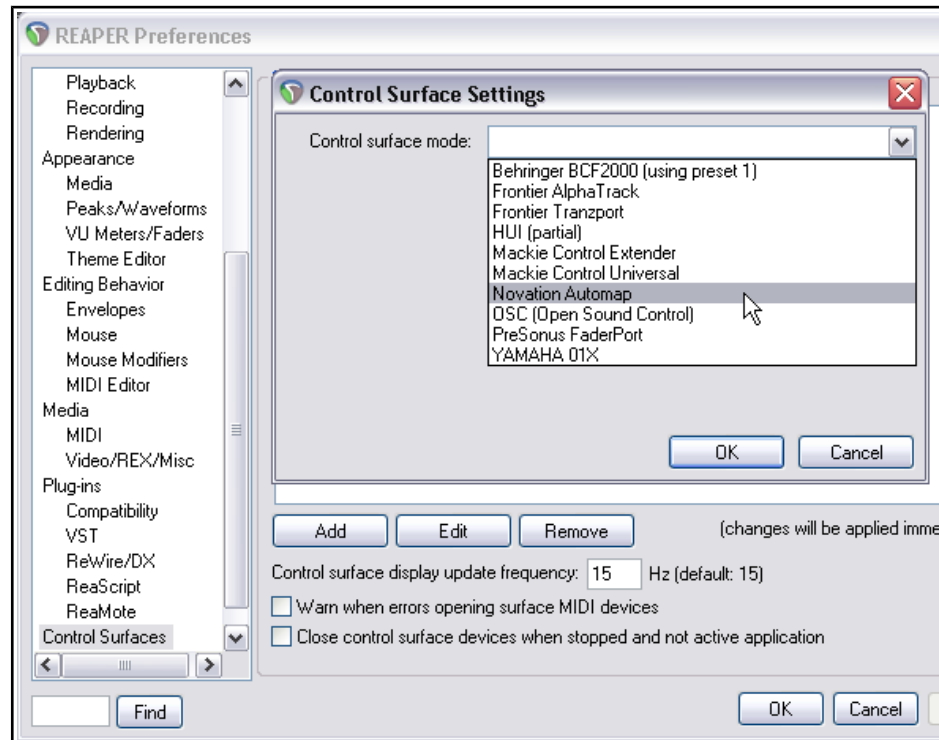 REAPER Preferences
Playback
Recording
Rendering
Appearance
Media
Peaks/Waveforms
VU Meters/Faders
Theme Editor
Editing Behavior
Envelopes
Mouse
Mouse Modifiers
MIDI Editor
Media
MIDI
Video/REX/Misc
Plug-ins
Compatibility
VST
ReWire/DX
ReaScript
ReaMote
Control Surfaces
Find
Control Surface Settings
Control surface mode:
Behringer BCF2000 (using preset 1)
Frontier AlphaTrack
Frontier Tranzport
HUI (partial)
Mackie Control Extender
Mackie Control Universal
Novation Automap
OSC (Open Sound Control)
PreSonus FaderPort
YAMAHA 01X
OK Cancel
Add Edit Remove (changes will be applied imme
Control surface display update frequency: 15 Hz (default: 15)
Warn when errors opening surface MIDI devices
Close control surface devices when stopped and not active application
OK Cancel